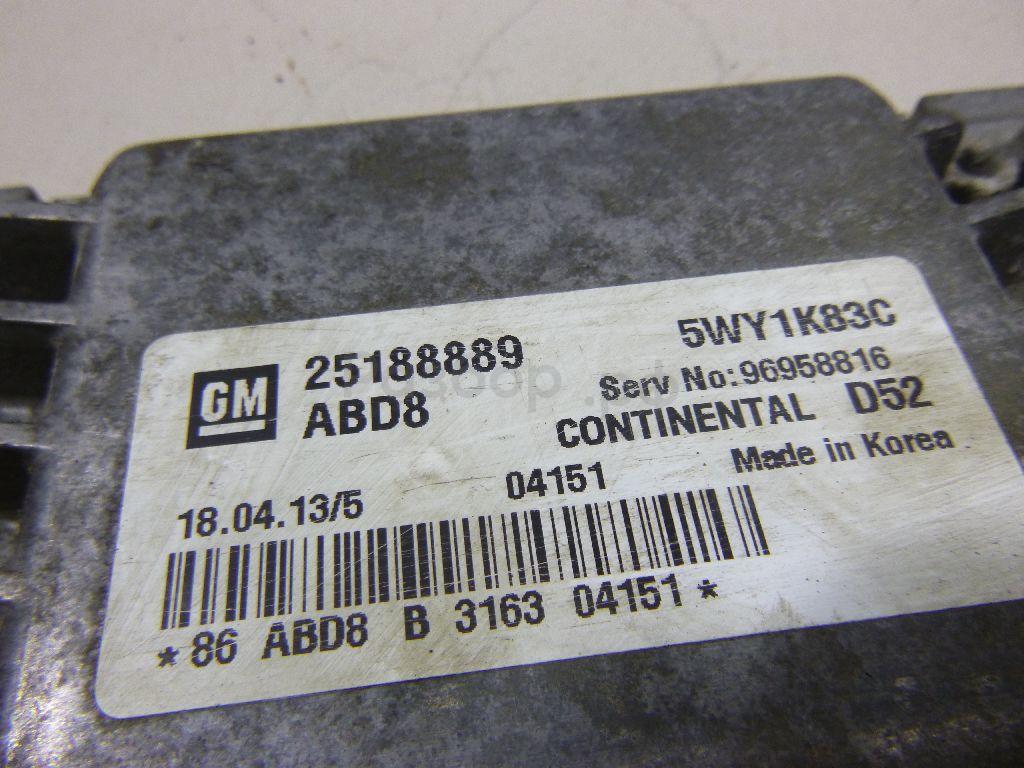 GM
25188889
5WY1K83C
ABD8
Serv No:96958816
CONTINENTAL D52
Made in Korea
18.04.13/5
04151
*86 ABD8 B 3163 04151*